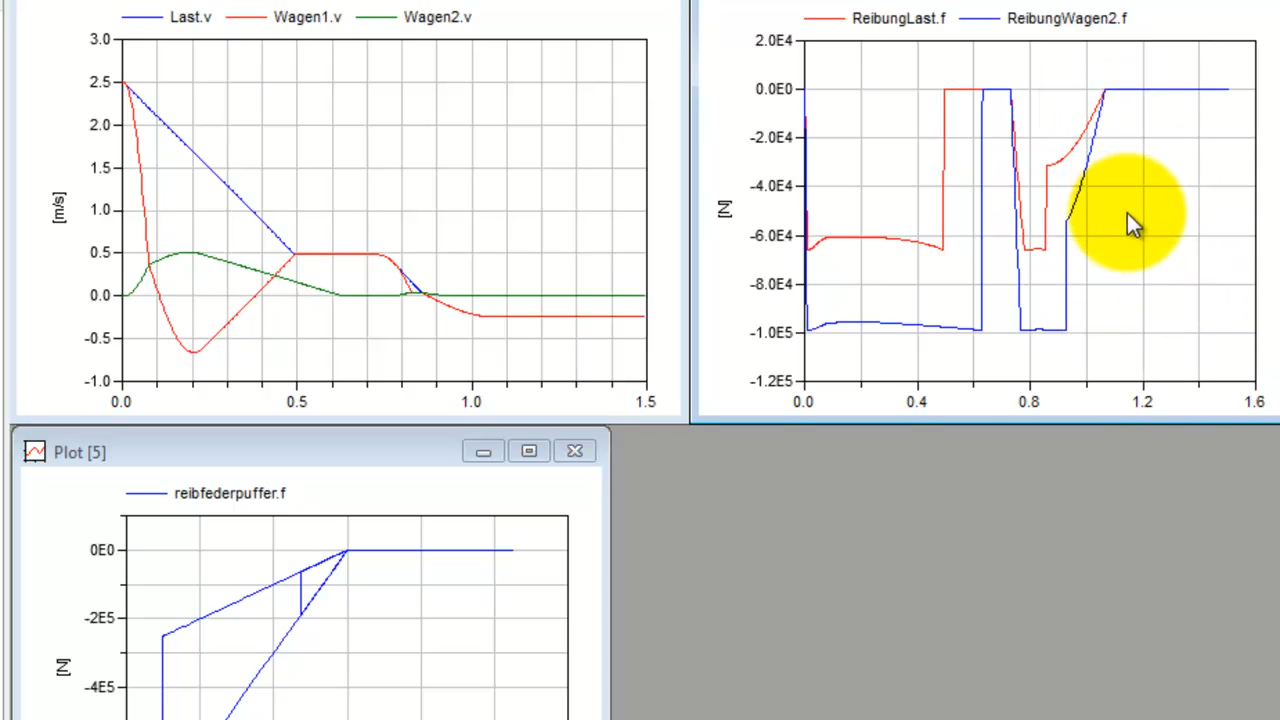 Last.v Wagen1.v Wagen2.v
3.0
2.5
2.0
1.5
1.0
0.5
0.0
-0.5
-1.0
[m/s]
0.0 0.5 1.0 1.5
ReibungLast.f ReibungWagen2.f
2.0E4
0.0E0
-2.0E4
-4.0E4
-6.0E4
-8.0E4
-1.0E5
-1.2E5
[N]
0.0 0.4 0.8 1.2 1.6
Plot [5]
reibfederpuffer.f
0E0
-2E5
-4E5
[N]